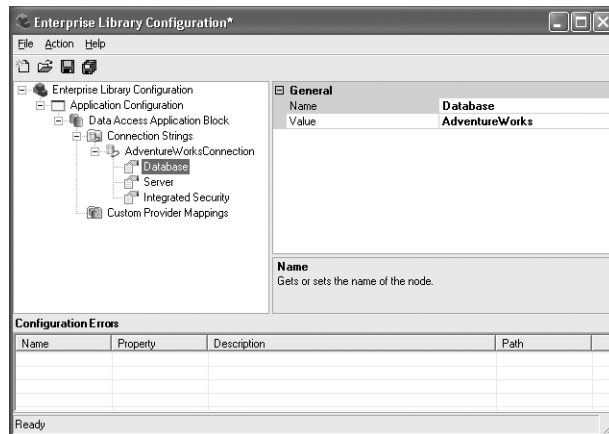 Enterprise Library Configuration*
File Action Help
Enterprise Library Configuration
Application Configuration
Data Access Application Block
Connection Strings
AdventureWorksConnection
Database
Server
Integrated Security
Custom Provider Mappings
General
Name Database
Value AdventureWorks
Name
Gets or sets the name of the node.
Configuration Errors
Name Property Description Path
Ready